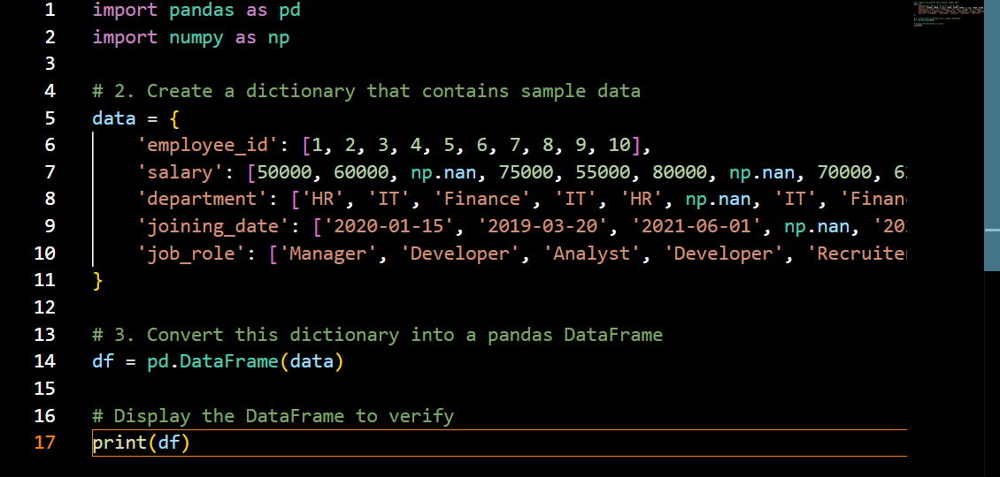 1 import pandas as pd
2 import numpy as np
3
4 # 2. Create a dictionary that contains sample data
5 data = {
6     'employee_id': [1, 2, 3, 4, 5, 6, 7, 8, 9, 10],
7     'salary': [50000, 60000, np.nan, 75000, 55000, 80000, np.nan, 70000,
8     'department': ['HR', 'IT', 'Finance', 'IT', 'HR', np.nan, 'IT', 'Finan
9     'joining_date': ['2020-01-15', '2019-03-20', '2021-06-01', np.nan, '20
10     'job_role': ['Manager', 'Developer', 'Analyst', 'Developer', 'Recruiter
11 }
12
13 # 3. Convert this dictionary into a pandas DataFrame
14 df = pd.DataFrame(data)
15
16 # Display the DataFrame to verify
17 print(df)